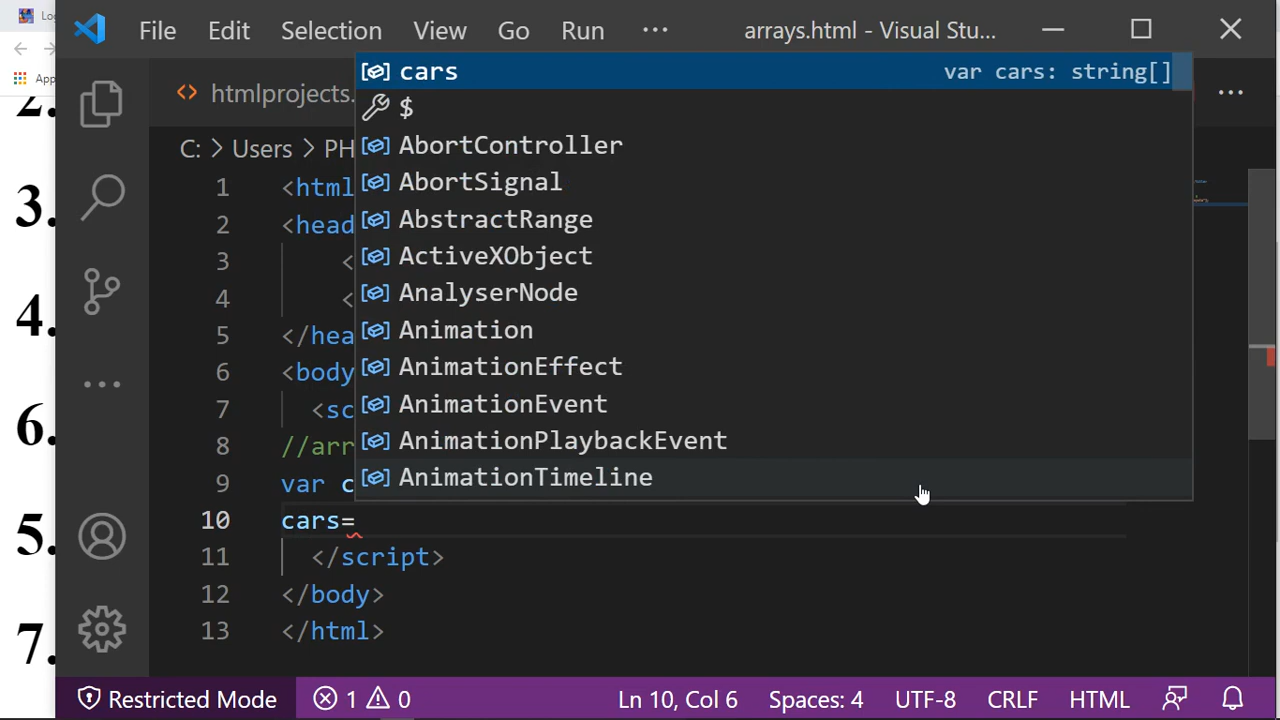 Lo
File Edit Selection View Go Run ··· arrays.html - Visual Stu...
App
htmlprojects. ···
C: > Users > PH
cars var cars: string[]
$
AbortController
AbortSignal
AbstractRange
ActiveXObject
AnalyserNode
Animation
AnimationEffect
AnimationEvent
AnimationPlaybackEvent
AnimationTimeline
1 <html
2 <head
3 <
4 <
5 </hea
6 <body
7 <sc
8 //arr
9 var c
10 cars=
11 </script>
12 </body>
13 </html>
2.
3.
4.
6.
5.
7.
Restricted Mode 1 0 Ln 10, Col 6 Spaces: 4 UTF-8 CRLF HTML